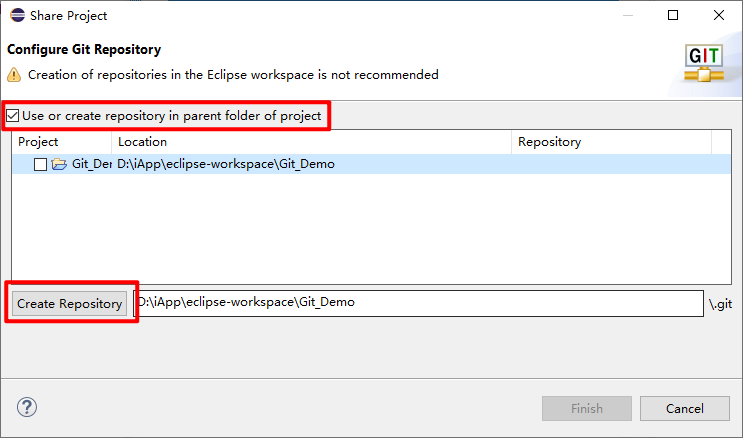 Share Project
Configure Git Repository
GIT
Creation of repositories in the Eclipse workspace is not recommended
Use or create repository in parent folder of project
Project Location Repository
Git_Der D:\iApp\eclipse-workspace\Git_Demo
Create Repository D:\iApp\eclipse-workspace\Git_Demo \.git
? Finish Cancel